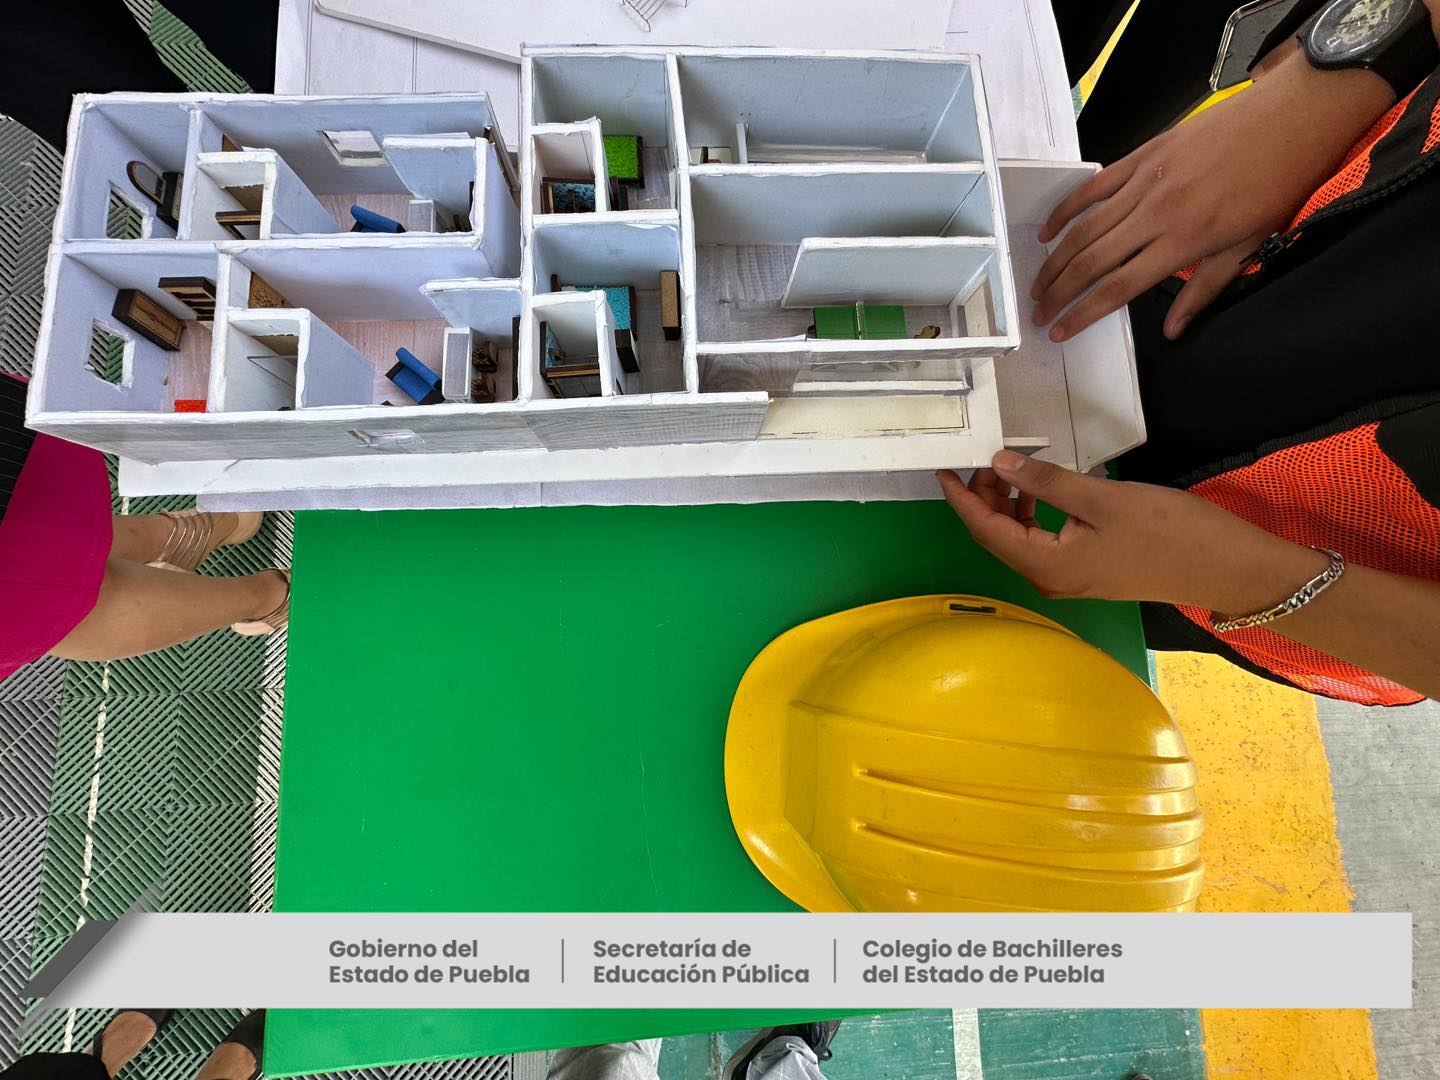 Gobierno del
Estado de Puebla
Secretaría de
Educación Pública
Colegio de Bachilleres
del Estado de Puebla